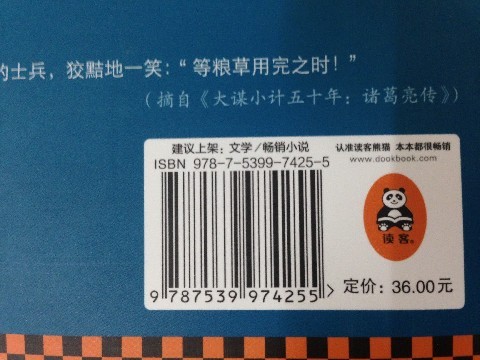 的士兵，狡黠地一笑：“等粮草用完之时！”
（摘自《大谋小计五十年：诸葛亮传》）
建议上架：文学／畅销小说
ISBN 978-7-5399-7425-5
9 787539 974255 >
认准读客熊猫 本本都很畅销
www.dookbook.com
读客®
定价：36.00元